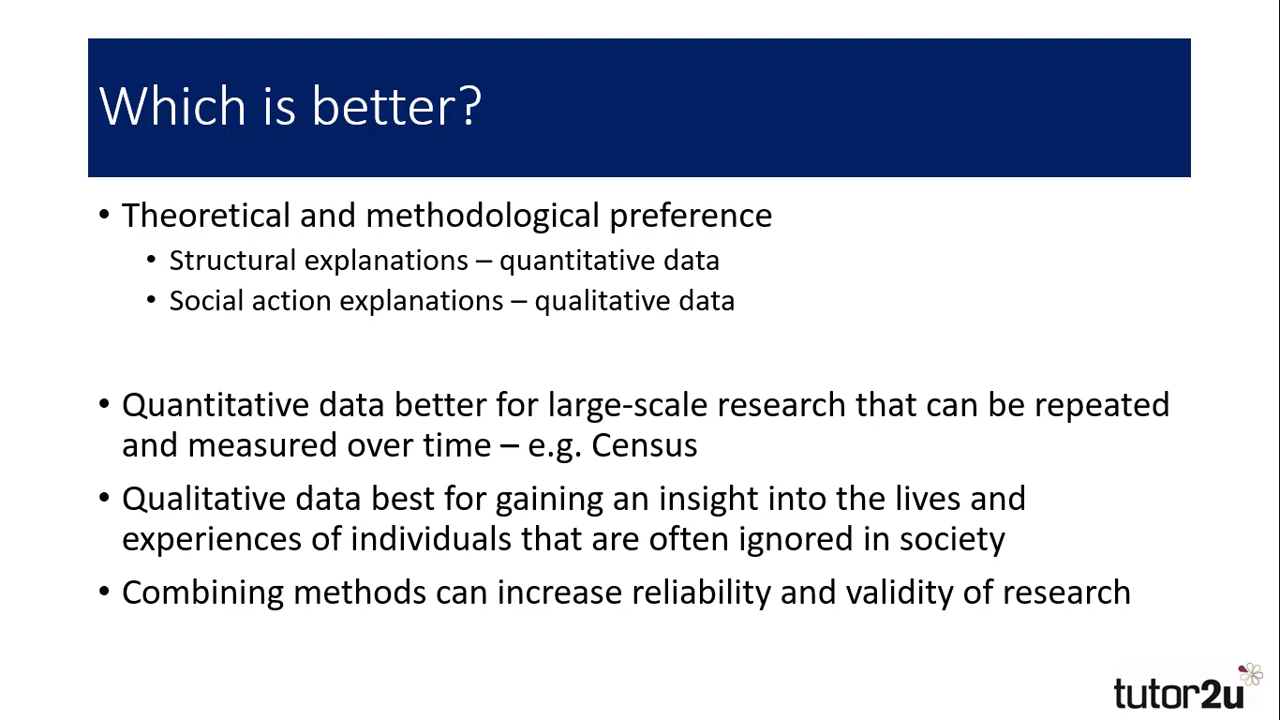 Which is better?
• Theoretical and methodological preference
• Structural explanations – quantitative data
• Social action explanations – qualitative data
• Quantitative data better for large-scale research that can be repeated
and measured over time – e.g. Census
• Qualitative data best for gaining an insight into the lives and
experiences of individuals that are often ignored in society
• Combining methods can increase reliability and validity of research
tutor2u